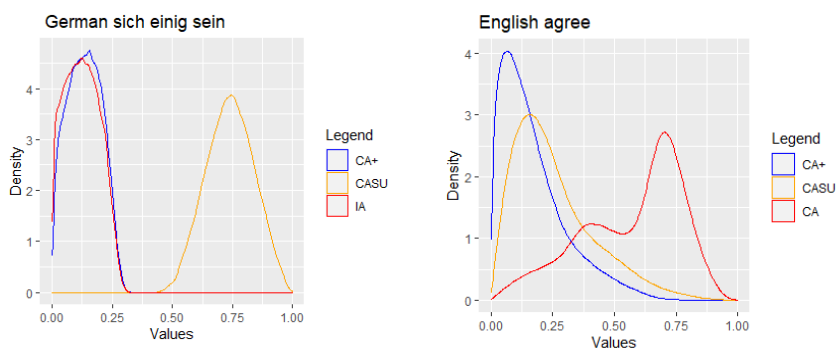 German sich einig sein
Density
4
3
2
1
0
0.00 0.25 0.50 0.75 1.00
Values
Legend
CA+
CASU
IA
English agree
Density
4
3
2
1
0
0.00 0.25 0.50 0.75 1.00
Values
Legend
CA+
CASU
CA